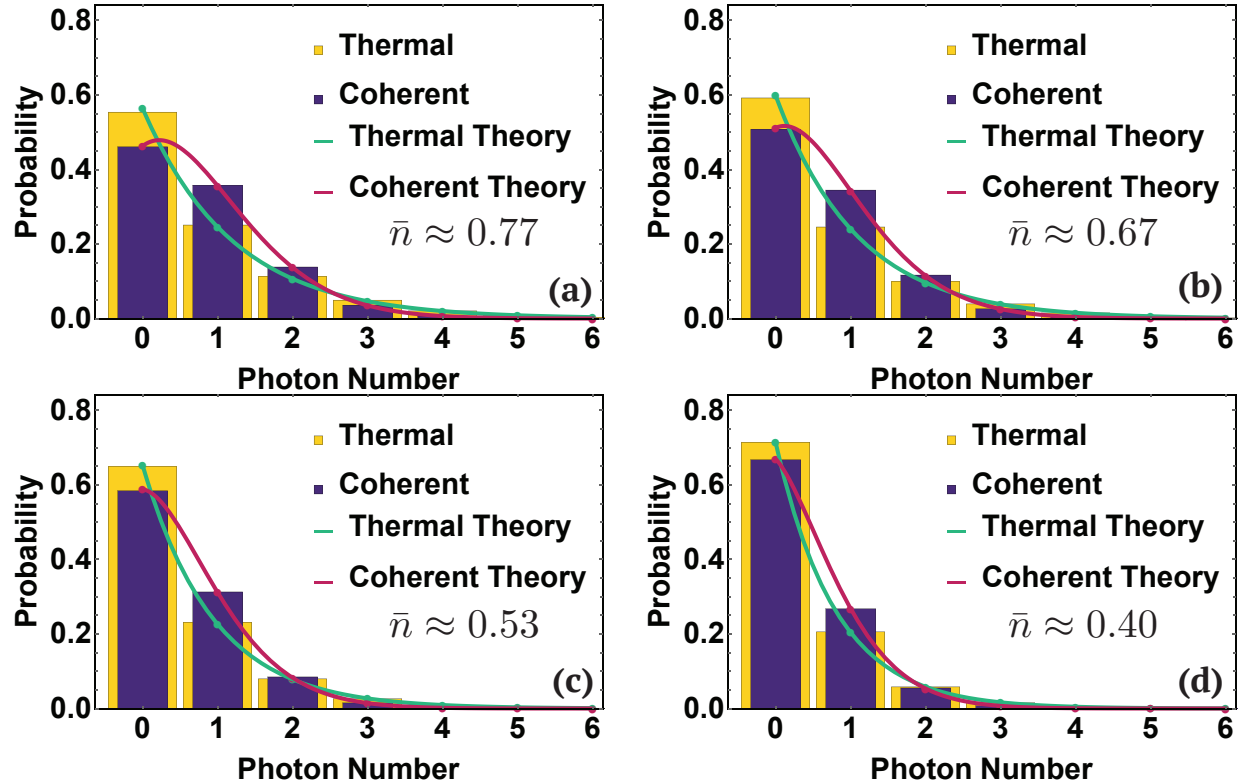 0.8
0.6
0.4
0.2
0.0
Probability
Thermal
Coherent
Thermal Theory
Coherent Theory
n̄ ≈ 0.77
(a)
0 1 2 3 4 5 6
Photon Number
0.8
0.6
0.4
0.2
0.0
Probability
Thermal
Coherent
Thermal Theory
Coherent Theory
n̄ ≈ 0.67
(b)
0 1 2 3 4 5 6
Photon Number
0.8
0.6
0.4
0.2
0.0
Probability
Thermal
Coherent
Thermal Theory
Coherent Theory
n̄ ≈ 0.53
(c)
0 1 2 3 4 5 6
Photon Number
0.8
0.6
0.4
0.2
0.0
Probability
Thermal
Coherent
Thermal Theory
Coherent Theory
n̄ ≈ 0.40
(d)
0 1 2 3 4 5 6
Photon Number